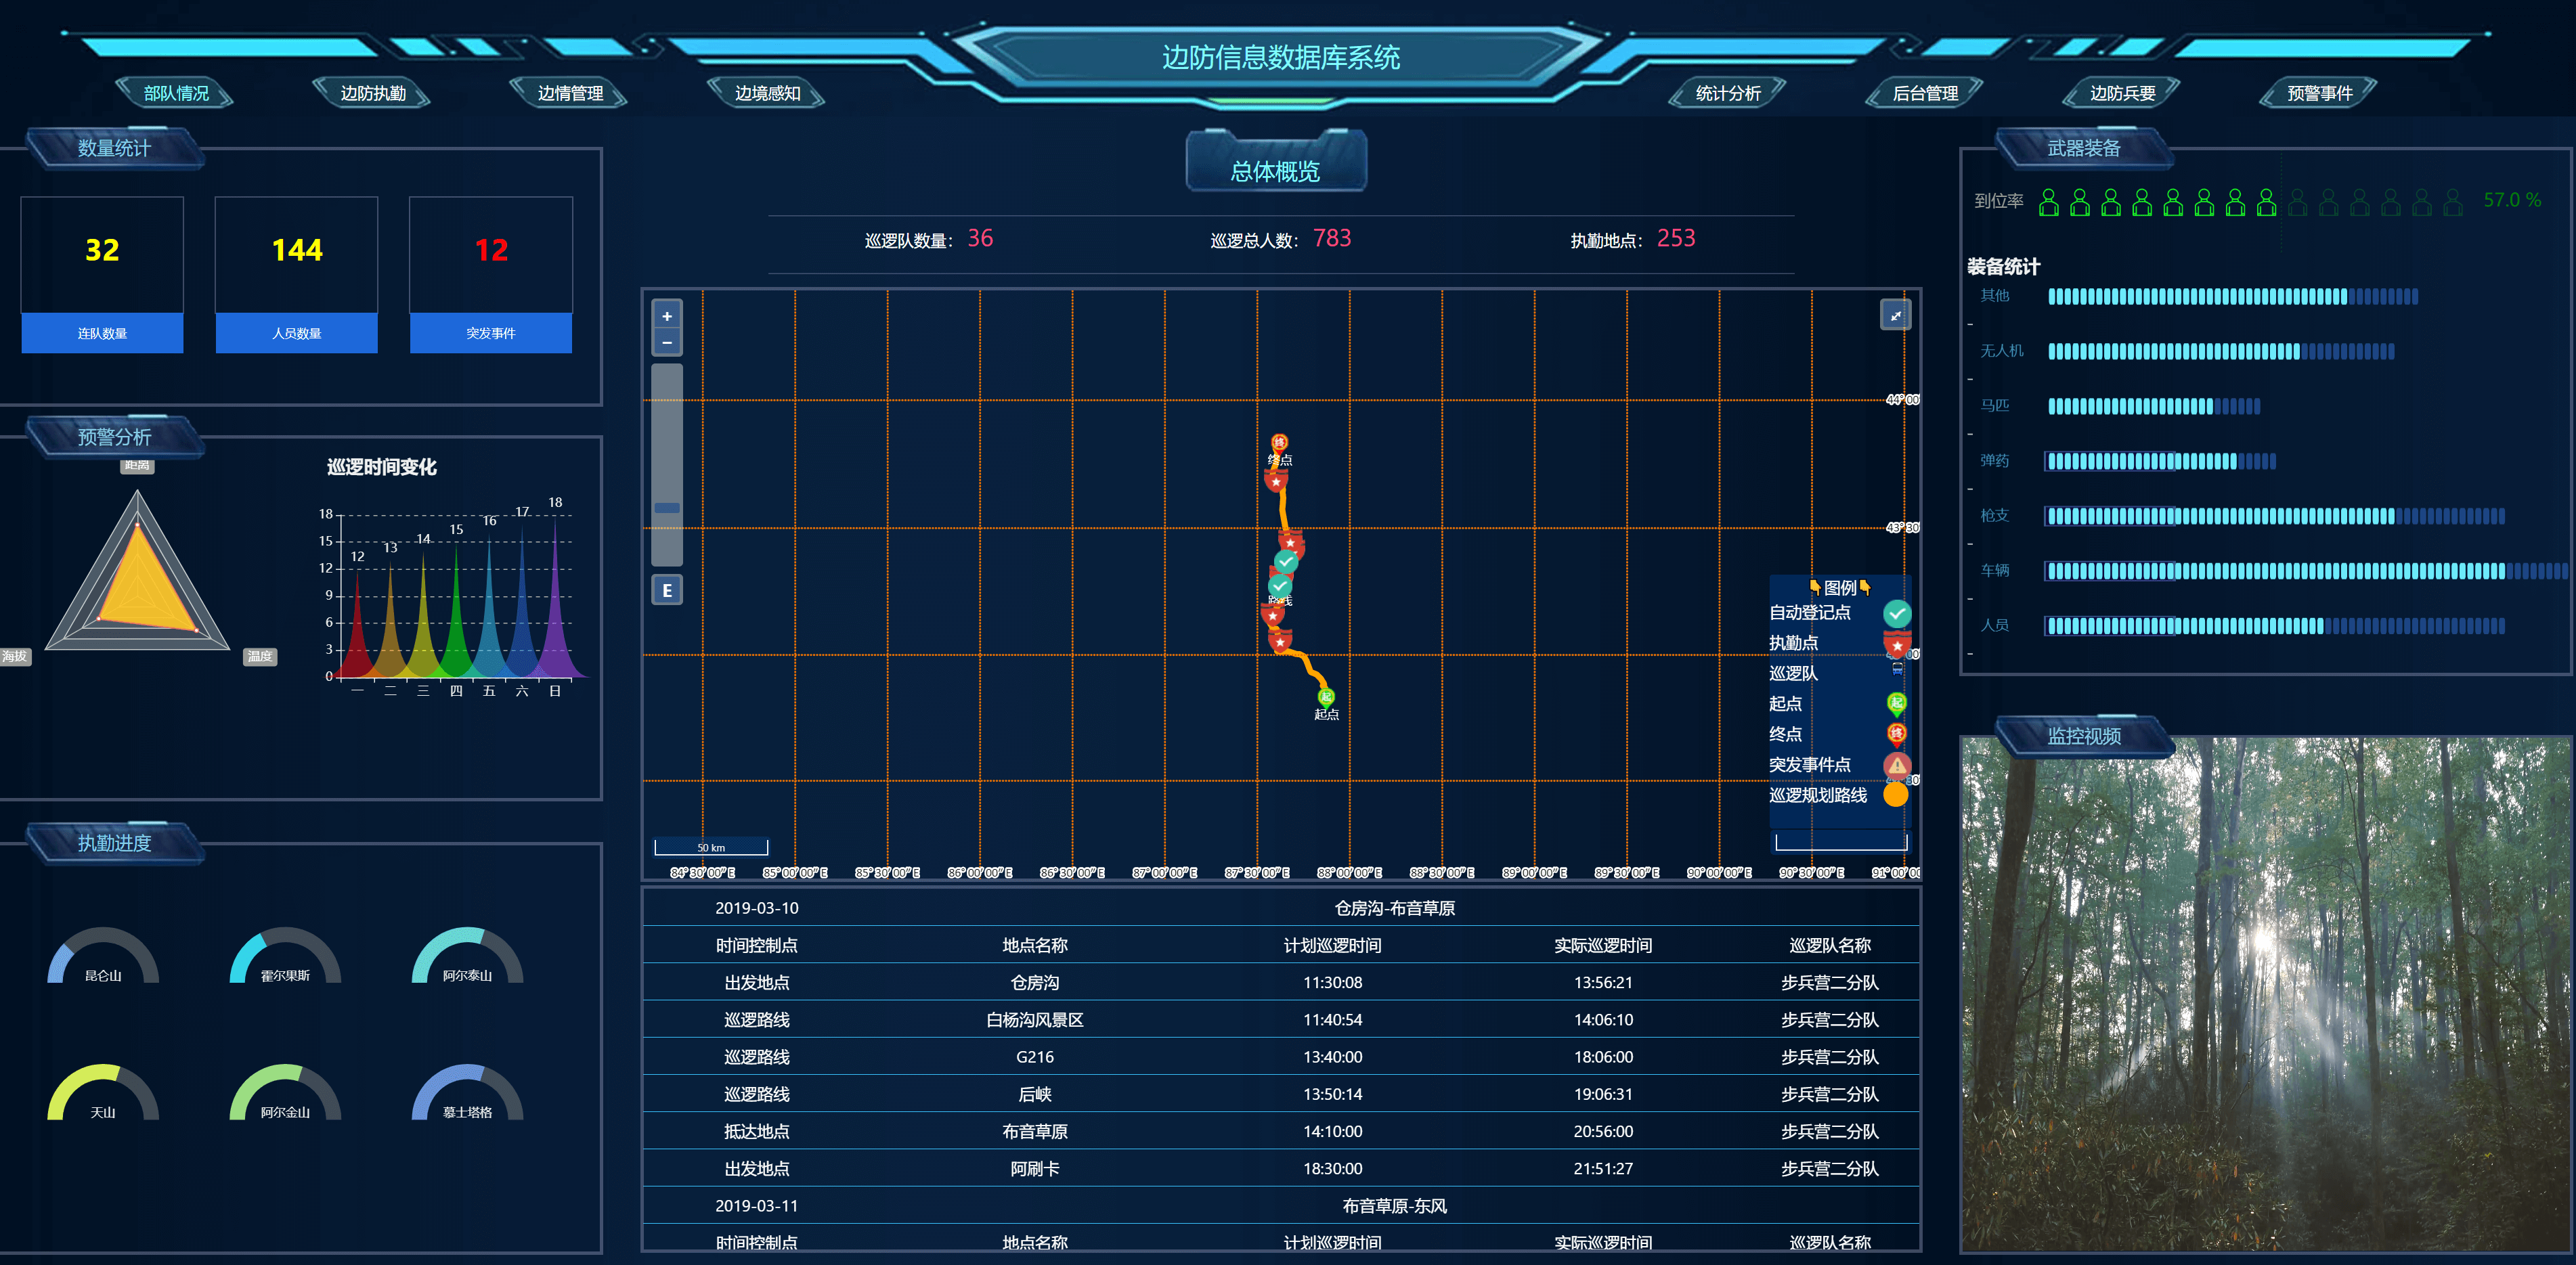 边防信息数据库系统
部队情况
边防执勤
边情管理
边境感知
统计分析
后台管理
边防兵要
预警事件
数量统计
32
144
12
连队数量
人员数量
突发事件
预警分析
距离
海拔
温度
巡逻时间变化
18
15
12
9
6
3
0
12
13
14
15
16
17
18
一
二
三
四
五
六
日
执勤进度
昆仑山
霍尔果斯
阿尔泰山
天山
阿尔金山
慕士塔格
总体概览
巡逻队数量： 36
巡逻总人数： 783
执勤地点： 253
+
−
E
终
终点
路线
起
起点
44°00
43°30
👇图例👇
自动登记点
执勤点
巡逻队
起点
起
终点
终
突发事件点
巡逻规划路线
50 km
84°30′00″E
85°00′00″E
85°30′00″E
86°00′00″E
86°30′00″E
87°00′00″E
87°30′00″E
88°00′00″E
88°30′00″E
89°00′00″E
89°30′00″E
90°00′00″E
90°30′00″E
91°00′00
2019-03-10 仓房沟-布音草原
时间控制点 地点名称 计划巡逻时间 实际巡逻时间 巡逻队名称
出发地点 仓房沟 11:30:08 13:56:21 步兵营二分队
巡逻路线 白杨沟风景区 11:40:54 14:06:10 步兵营二分队
巡逻路线 G216 13:40:00 18:06:00 步兵营二分队
巡逻路线 后峡 13:50:14 19:06:31 步兵营二分队
抵达地点 布音草原 14:10:00 20:56:00 步兵营二分队
出发地点 阿刷卡 18:30:00 21:51:27 步兵营二分队
2019-03-11 布音草原-东风
时间控制点 地点名称 计划巡逻时间 实际巡逻时间 巡逻队名称
武器装备
到位率
57.0 %
装备统计
其他
无人机
马匹
弹药
枪支
车辆
人员
监控视频